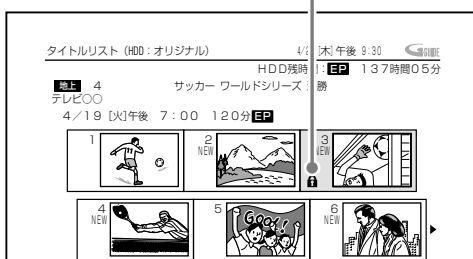 タイトルリスト（HDD：オリジナル） 4/2 [木]午後 9:30 GGUIDE
HDD残時 ：EP 137時間05分
地上 4 サッカー ワールドシリーズ 勝
テレビ○○
4／19 [火]午後 7：00 120分EP
1
2
NEW
3
NEW
4
NEW
5
GOOL!
6
NEW